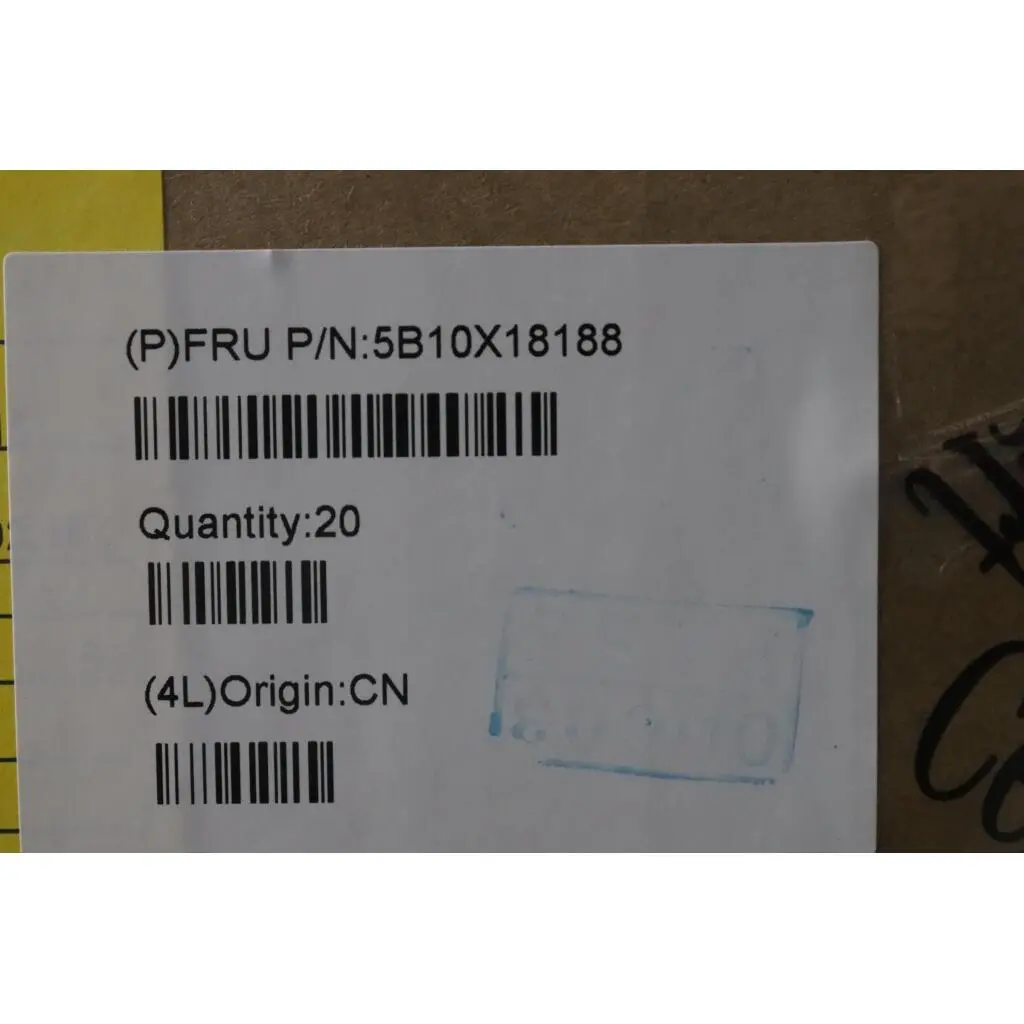 (P)FRU P/N:5B10X18188
Quantity:20
(4L)Origin:CN